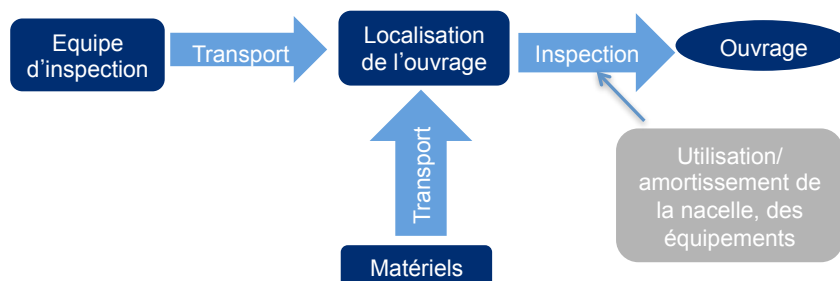 Equipe
d'inspection
Transport
Localisation
de l'ouvrage
Inspection
Ouvrage
Transport
Utilisation/
amortissement de
la nacelle, des
équipements
Matériels